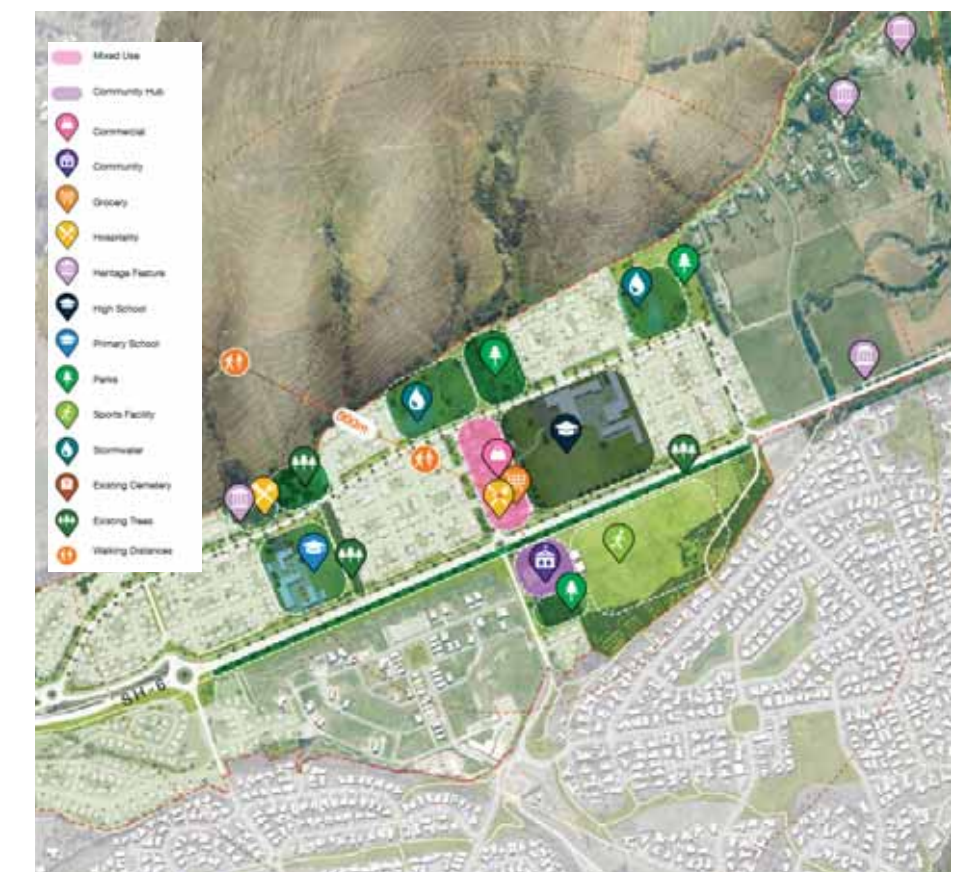 Mixed Use
Community Hub
Commercial
Community
Grocery
Hospitality
Heritage Feature
High School
Primary School
Parks
Sports Facility
Stormwater
Existing Cemetery
Existing Trees
Walking Distances
800m
SH-6